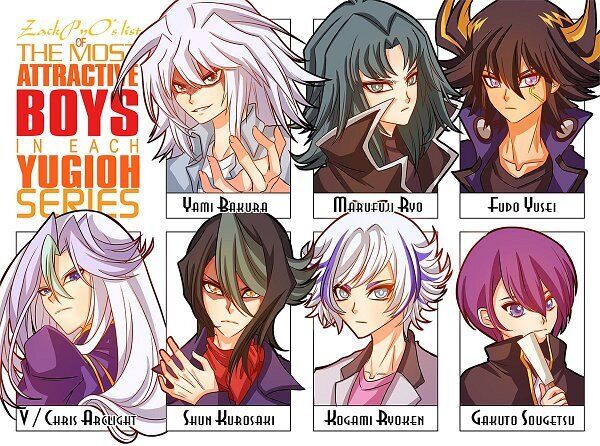 ZackPyO's list
OF
THE MOST
ATTRACTIVE
BOYS
IN EACH
YUGIOH
SERIES
YAMI BAKURA
MARUFUJI RYO
FUDO YUSEI
V / CHRIS ARCLIGHT
SHUN KUROSAKI
KOGAMI RYOKEN
GAKUTO SOUGETSU